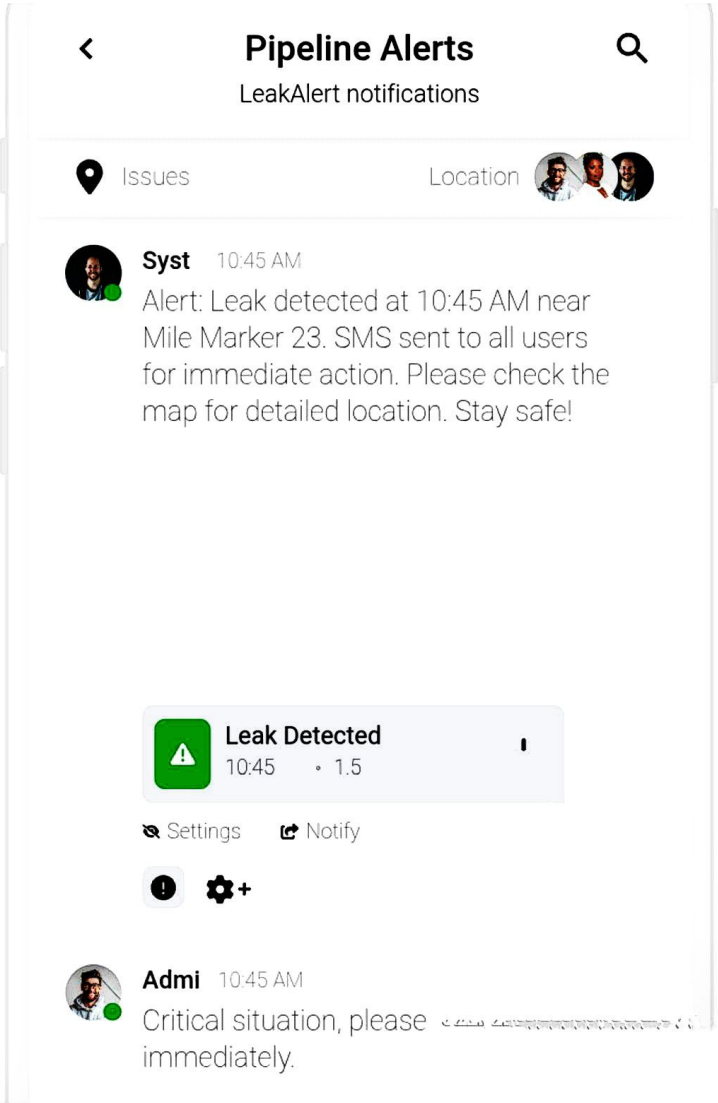 Pipeline Alerts
LeakAlert notifications
Issues
Location
Syst 10:45 AM
Alert: Leak detected at 10:45 AM near
Mile Marker 23. SMS sent to all users
for immediate action. Please check the
map for detailed location. Stay safe!
Leak Detected
10:45 ∘ 1.5
Settings Notify
Admi 10:45 AM
Critical situation, please
immediately.